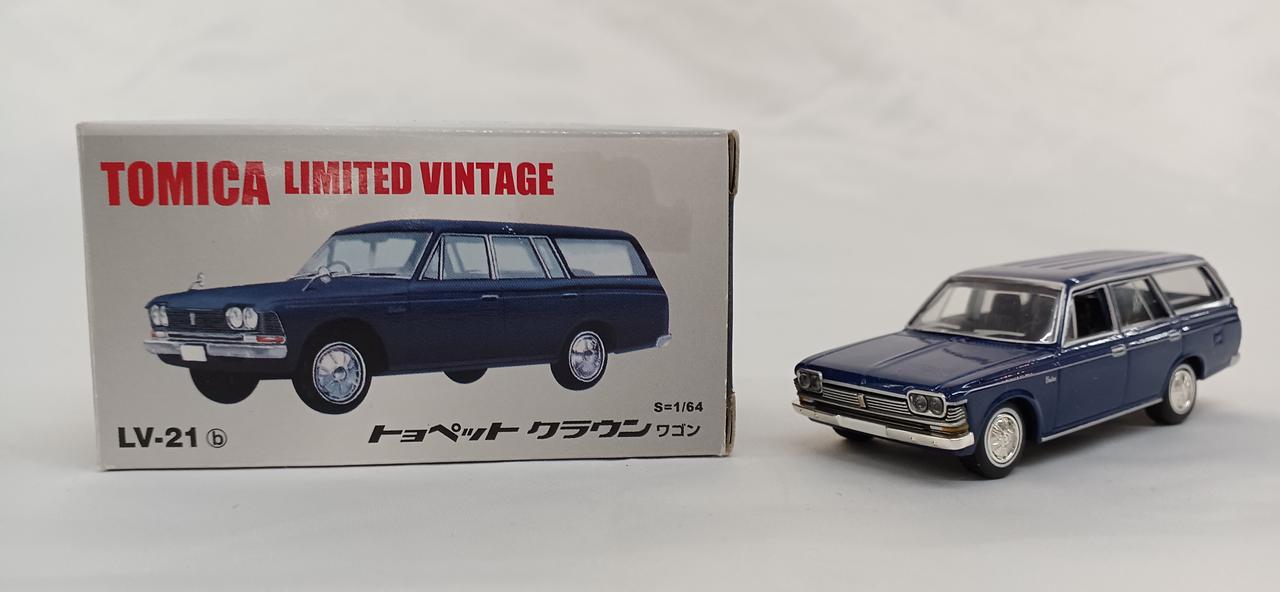 TOMICA LIMITED VINTAGE
S=1/64
LV-21 ⓑ トヨペット クラウン ワゴン